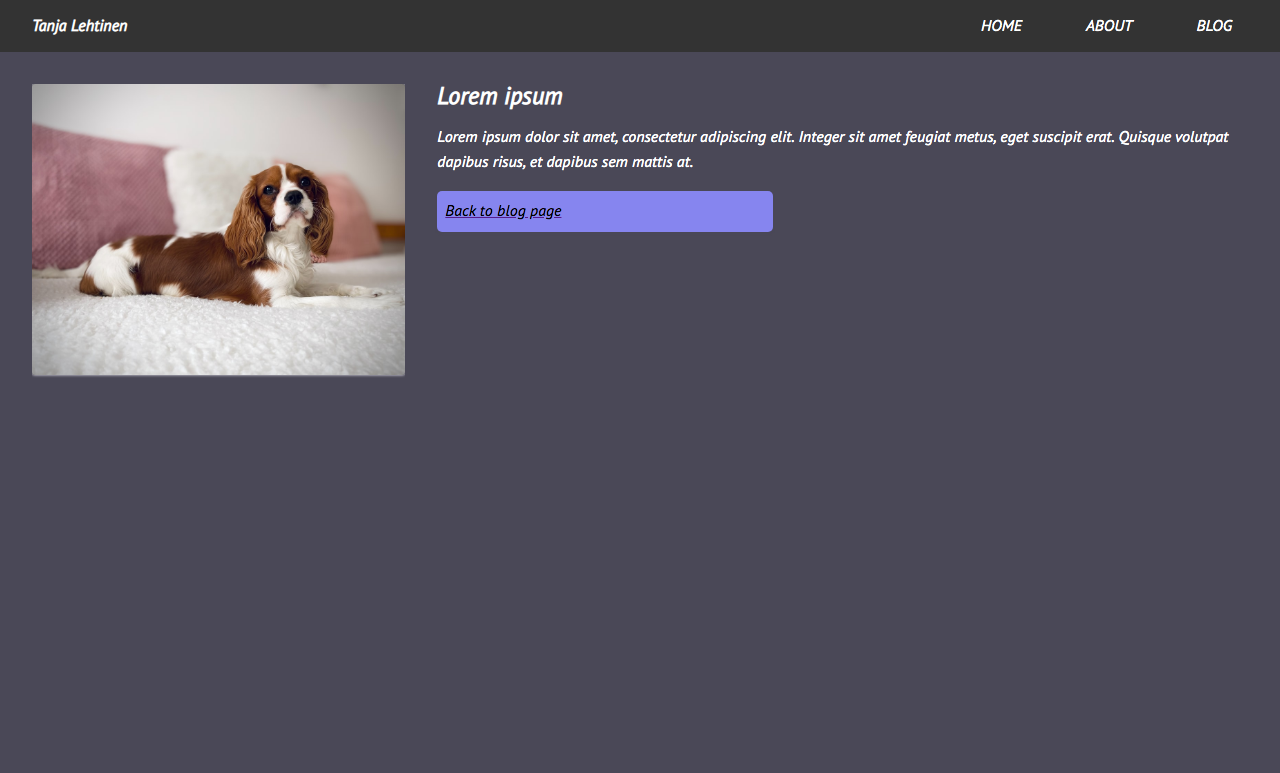 Tanja Lehtinen
HOME ABOUT BLOG
Lorem ipsum
Lorem ipsum dolor sit amet, consectetur adipiscing elit. Integer sit amet feugiat metus, eget suscipit erat. Quisque volutpat
dapibus risus, et dapibus sem mattis at.
Back to blog page